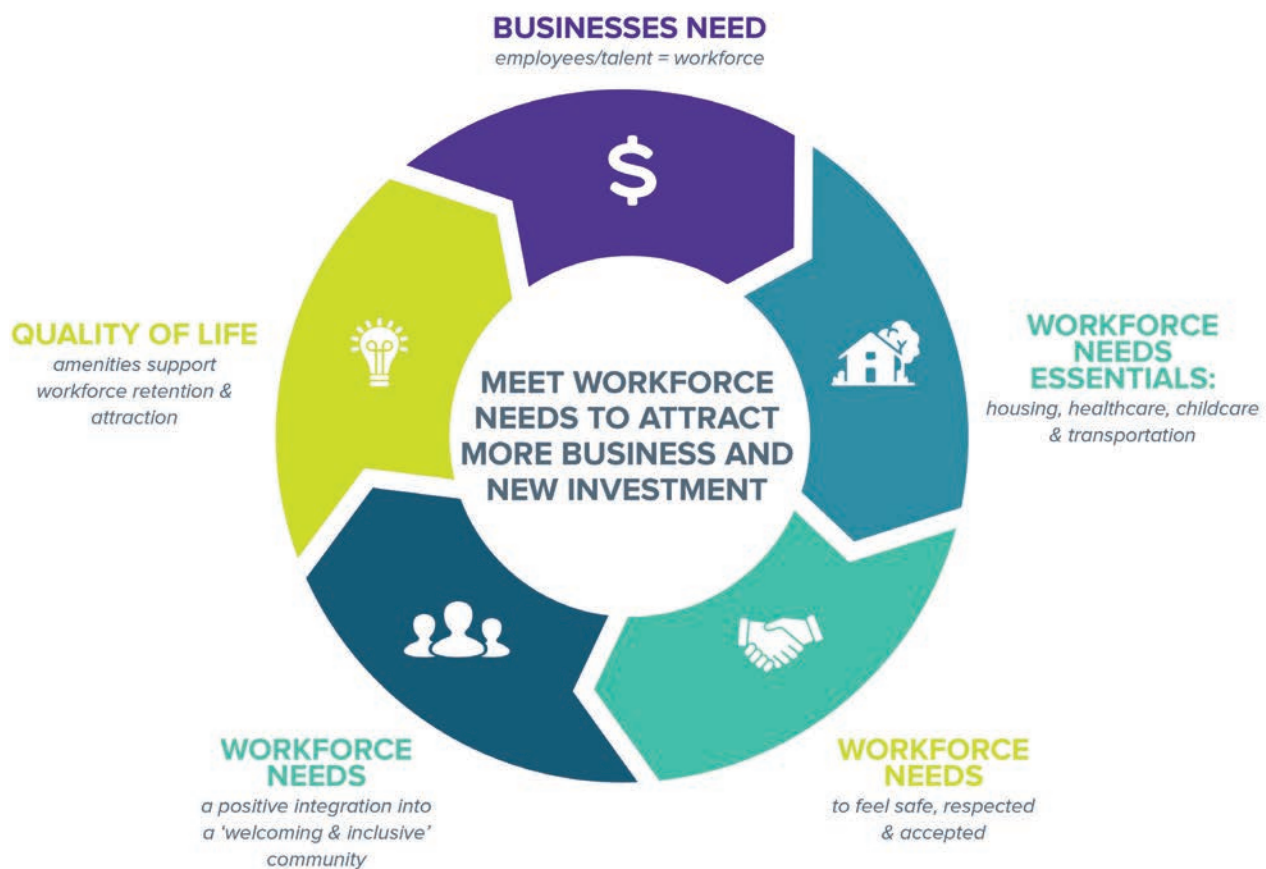 BUSINESSES NEED
employees/talent = workforce
$
WORKFORCE
NEEDS
ESSENTIALS:
housing, healthcare, childcare
& transportation
WORKFORCE
NEEDS
to feel safe, respected
& accepted
WORKFORCE
NEEDS
a positive integration into
a ‘welcoming & inclusive’
community
QUALITY OF LIFE
amenities support
workforce retention &
attraction
MEET WORKFORCE
NEEDS TO ATTRACT
MORE BUSINESS AND
NEW INVESTMENT